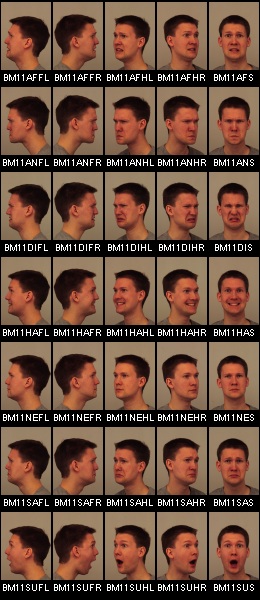 BM11AFFL BM11AFFR BM11AFHL BM11AFHR BM11AFS
BM11ANFL BM11ANFR BM11ANHL BM11ANHR BM11ANS
BM11DIFL BM11DIFR BM11DIHL BM11DIHR BM11DIS
BM11HAFL BM11HAFR BM11HAHL BM11HAHR BM11HAS
BM11NEFL BM11NEFR BM11NEHL BM11NEHR BM11NES
BM11SAFL BM11SAFR BM11SAHL BM11SAHR BM11SAS
BM11SUFL BM11SUFR BM11SUHL BM11SUHR BM11SUS